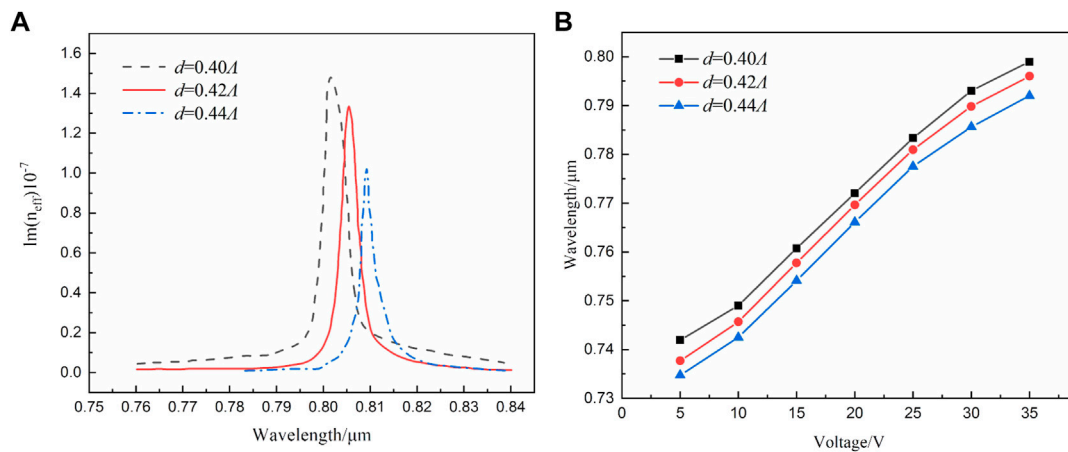 A
1.6
1.4
1.2
1.0
0.8
0.6
0.4
0.2
0.0
Im(n_eff)10^-7
d=0.40Λ
d=0.42Λ
d=0.44Λ
0.75 0.76 0.77 0.78 0.79 0.80 0.81 0.82 0.83 0.84
Wavelength/μm
B
0.80
0.79
0.78
0.77
0.76
0.75
0.74
0.73
Wavelength/μm
d=0.40Λ
d=0.42Λ
d=0.44Λ
0 5 10 15 20 25 30 35
Voltage/V